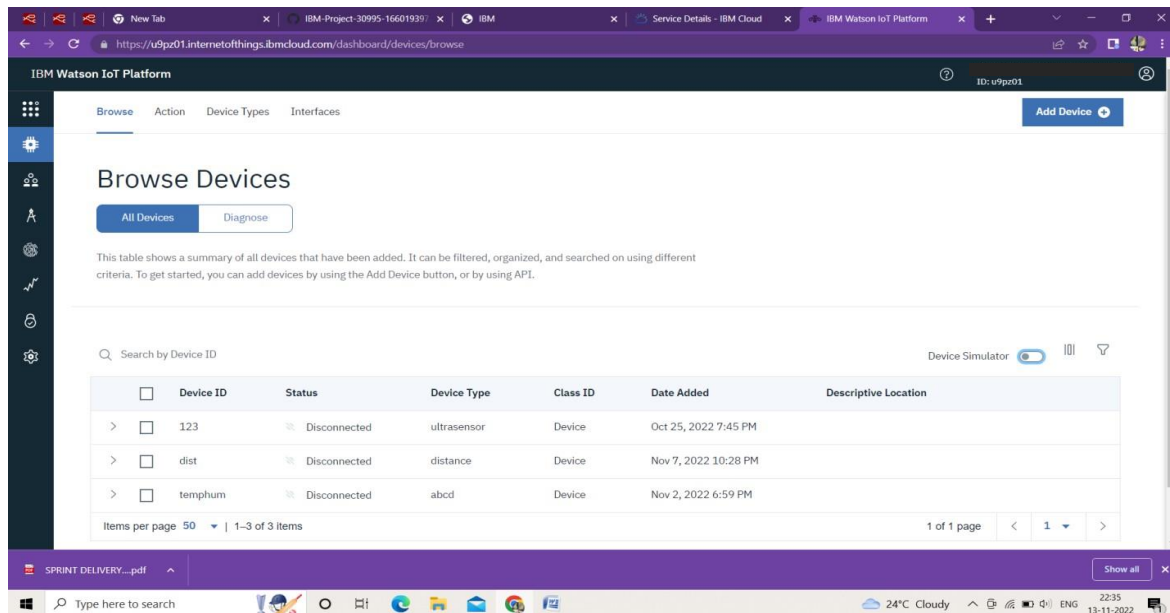 New Tab
IBM-Project-30995-166019397
IBM
Service Details - IBM Cloud
IBM Watson IoT Platform
https://u9pz01.internetofthings.ibmcloud.com/dashboard/devices/browse
IBM Watson IoT Platform
ID: u9pz01
Browse Action Device Types Interfaces
Add Device
Browse Devices
All Devices Diagnose
This table shows a summary of all devices that have been added. It can be filtered, organized, and searched on using different
criteria. To get started, you can add devices by using the Add Device button, or by using API.
Search by Device ID
Device Simulator
Device ID Status Device Type Class ID Date Added Descriptive Location
123 Disconnected ultrasensor Device Oct 25, 2022 7:45 PM
dist Disconnected distance Device Nov 7, 2022 10:28 PM
temphum Disconnected abcd Device Nov 2, 2022 6:59 PM
Items per page 50 | 1–3 of 3 items
1 of 1 page < 1 >
SPRINT DELIVERY....pdf
Show all
Type here to search
24°C Cloudy
ENG
22:35
13-11-2022